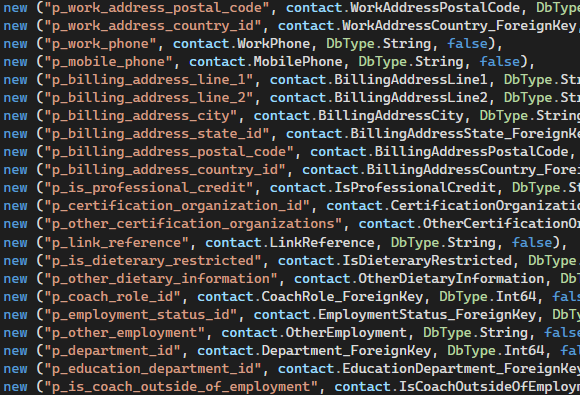 new ("p_work_address_postal_code", contact.WorkAddressPostalCode, DbType
new ("p_work_address_country_id", contact.WorkAddressCountry_ForeignKey,
new ("p_work_phone", contact.WorkPhone, DbType.String, false),
new ("p_mobile_phone", contact.MobilePhone, DbType.String, false),
new ("p_billing_address_line_1", contact.BillingAddressLine1, DbType.Str
new ("p_billing_address_line_2", contact.BillingAddressLine2, DbType.Str
new ("p_billing_address_city", contact.BillingAddressCity, DbType.String
new ("p_billing_address_state_id", contact.BillingAddressState_ForeignKe
new ("p_billing_address_postal_code", contact.BillingAddressPostalCode,
new ("p_billing_address_country_id", contact.BillingAddressCountry_Forei
new ("p_is_professional_credit", contact.IsProfessionalCredit, DbType.St
new ("p_certification_organization_id", contact.CertificationOrganizatio
new ("p_other_certification_organizations", contact.OtherCertificationOr
new ("p_link_reference", contact.LinkReference, DbType.String, false),
new ("p_is_dieterary_restricted", contact.IsDieteraryRestricted, DbType.
new ("p_other_dietary_information", contact.OtherDietaryInformation, DbT
new ("p_coach_role_id", contact.CoachRole_ForeignKey, DbType.Int64, fals
new ("p_employment_status_id", contact.EmploymentStatus_ForeignKey, DbTy
new ("p_other_employment", contact.OtherEmployment, DbType.String, false
new ("p_department_id", contact.Department_ForeignKey, DbType.Int64, fal
new ("p_education_department_id", contact.EducationDepartment_ForeignKey
new ("p_is_coach_outside_of_employment", contact.IsCoachOutsideOfEmploym